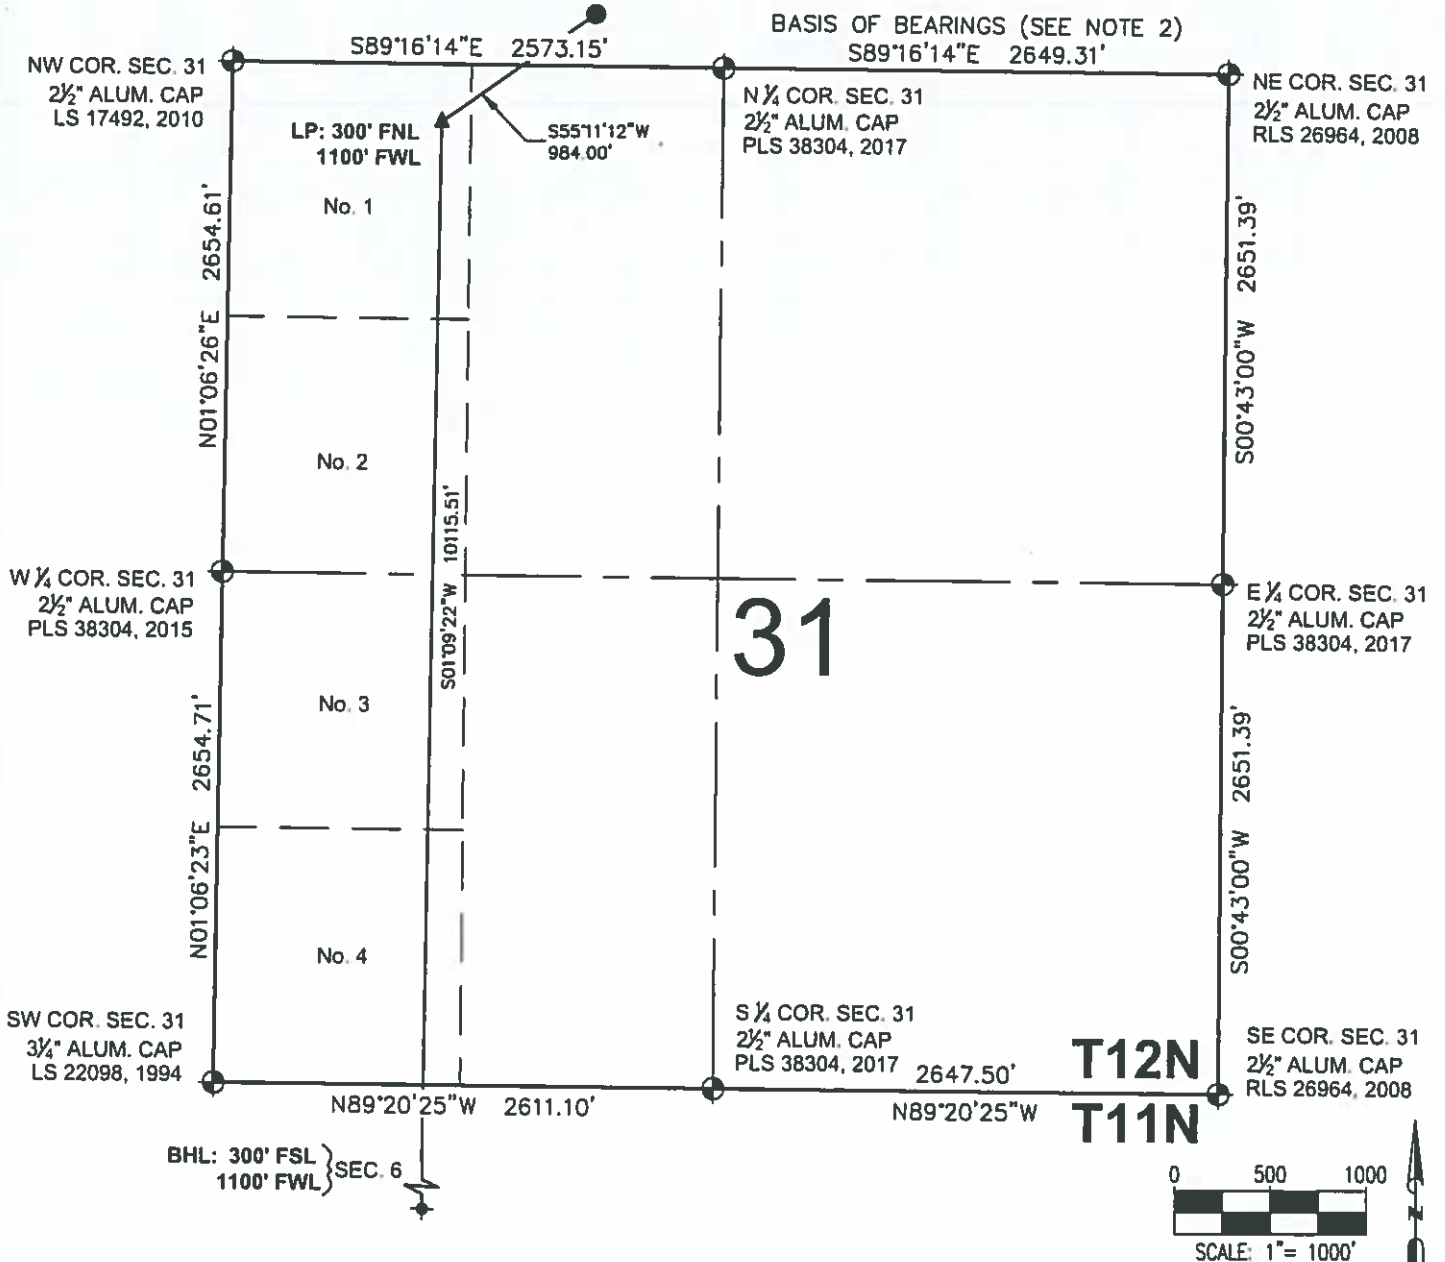 BASIS OF BEARINGS (SEE NOTE 2)
S89°16'14"E 2573.15'
S89°16'14"E 2649.31'
NW COR. SEC. 31
2½" ALUM. CAP
LS 17492, 2010
N ¼ COR. SEC. 31
2½" ALUM. CAP
PLS 38304, 2017
NE COR. SEC. 31
2½" ALUM. CAP
RLS 26964, 2008
LP: 300' FNL
1100' FWL
S55°11'12"W
984.00'
No. 1
N01°06'26"E 2654.61'
S00°43'00"W 2651.39'
No. 2
S01°09'22"W 10115.51'
W ¼ COR. SEC. 31
2½" ALUM. CAP
PLS 38304, 2015
31
E ¼ COR. SEC. 31
2½" ALUM. CAP
PLS 38304, 2017
No. 3
N01°06'23"E 2654.71'
S00°43'00"W 2651.39'
No. 4
SW COR. SEC. 31
3¼" ALUM. CAP
LS 22098, 1994
S ¼ COR. SEC. 31
2½" ALUM. CAP
PLS 38304, 2017
SE COR. SEC. 31
2½" ALUM. CAP
RLS 26964, 2008
T12N
2647.50'
N89°20'25"W 2611.10'
N89°20'25"W
T11N
BHL: 300' FSL
1100' FWL
SEC. 6
0 500 1000
SCALE: 1"= 1000'
N